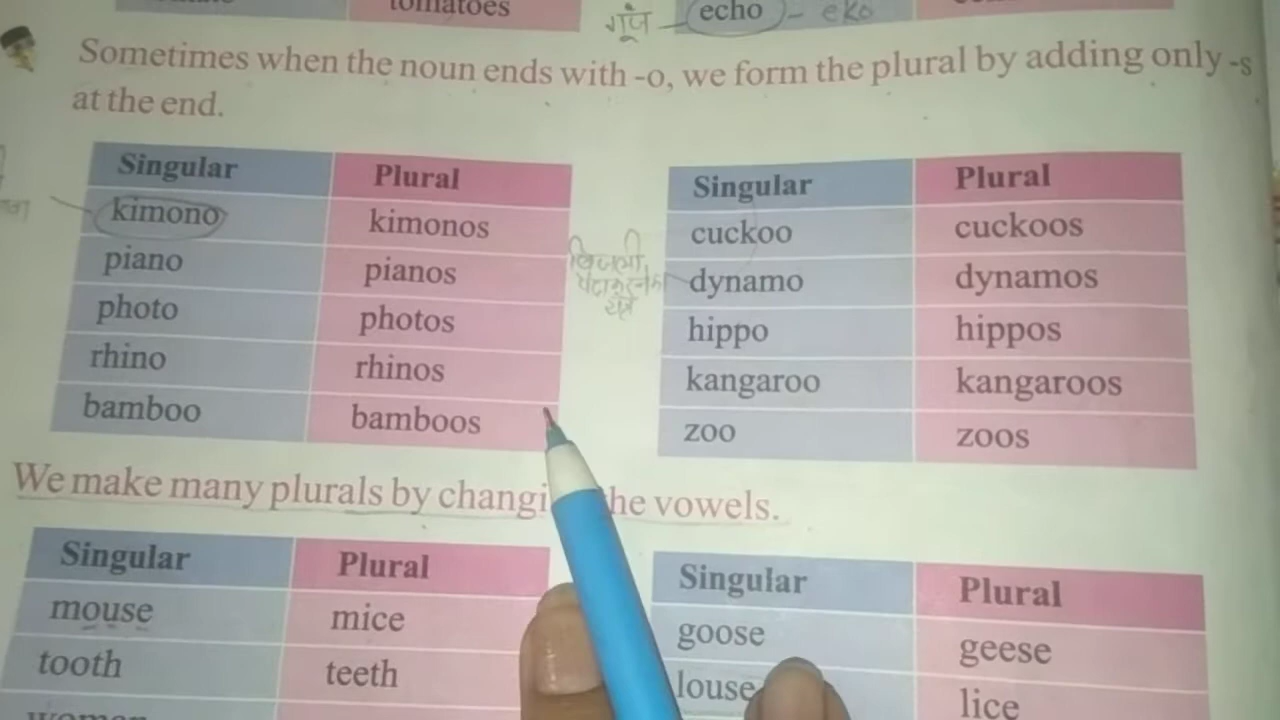 tomatoes
गूँज echo - eko
Sometimes when the noun ends with -o, we form the plural by adding only -s
at the end.
Singular Plural
kimono kimonos
piano pianos
photo photos
rhino rhinos
bamboo bamboos
बिजली
पैदा करने का
यंत्र
Singular Plural
cuckoo cuckoos
dynamo dynamos
hippo hippos
kangaroo kangaroos
zoo zoos
We make many plurals by changi he vowels.
Singular Plural
mouse mice
tooth teeth
Singular Plural
goose geese
louse lice